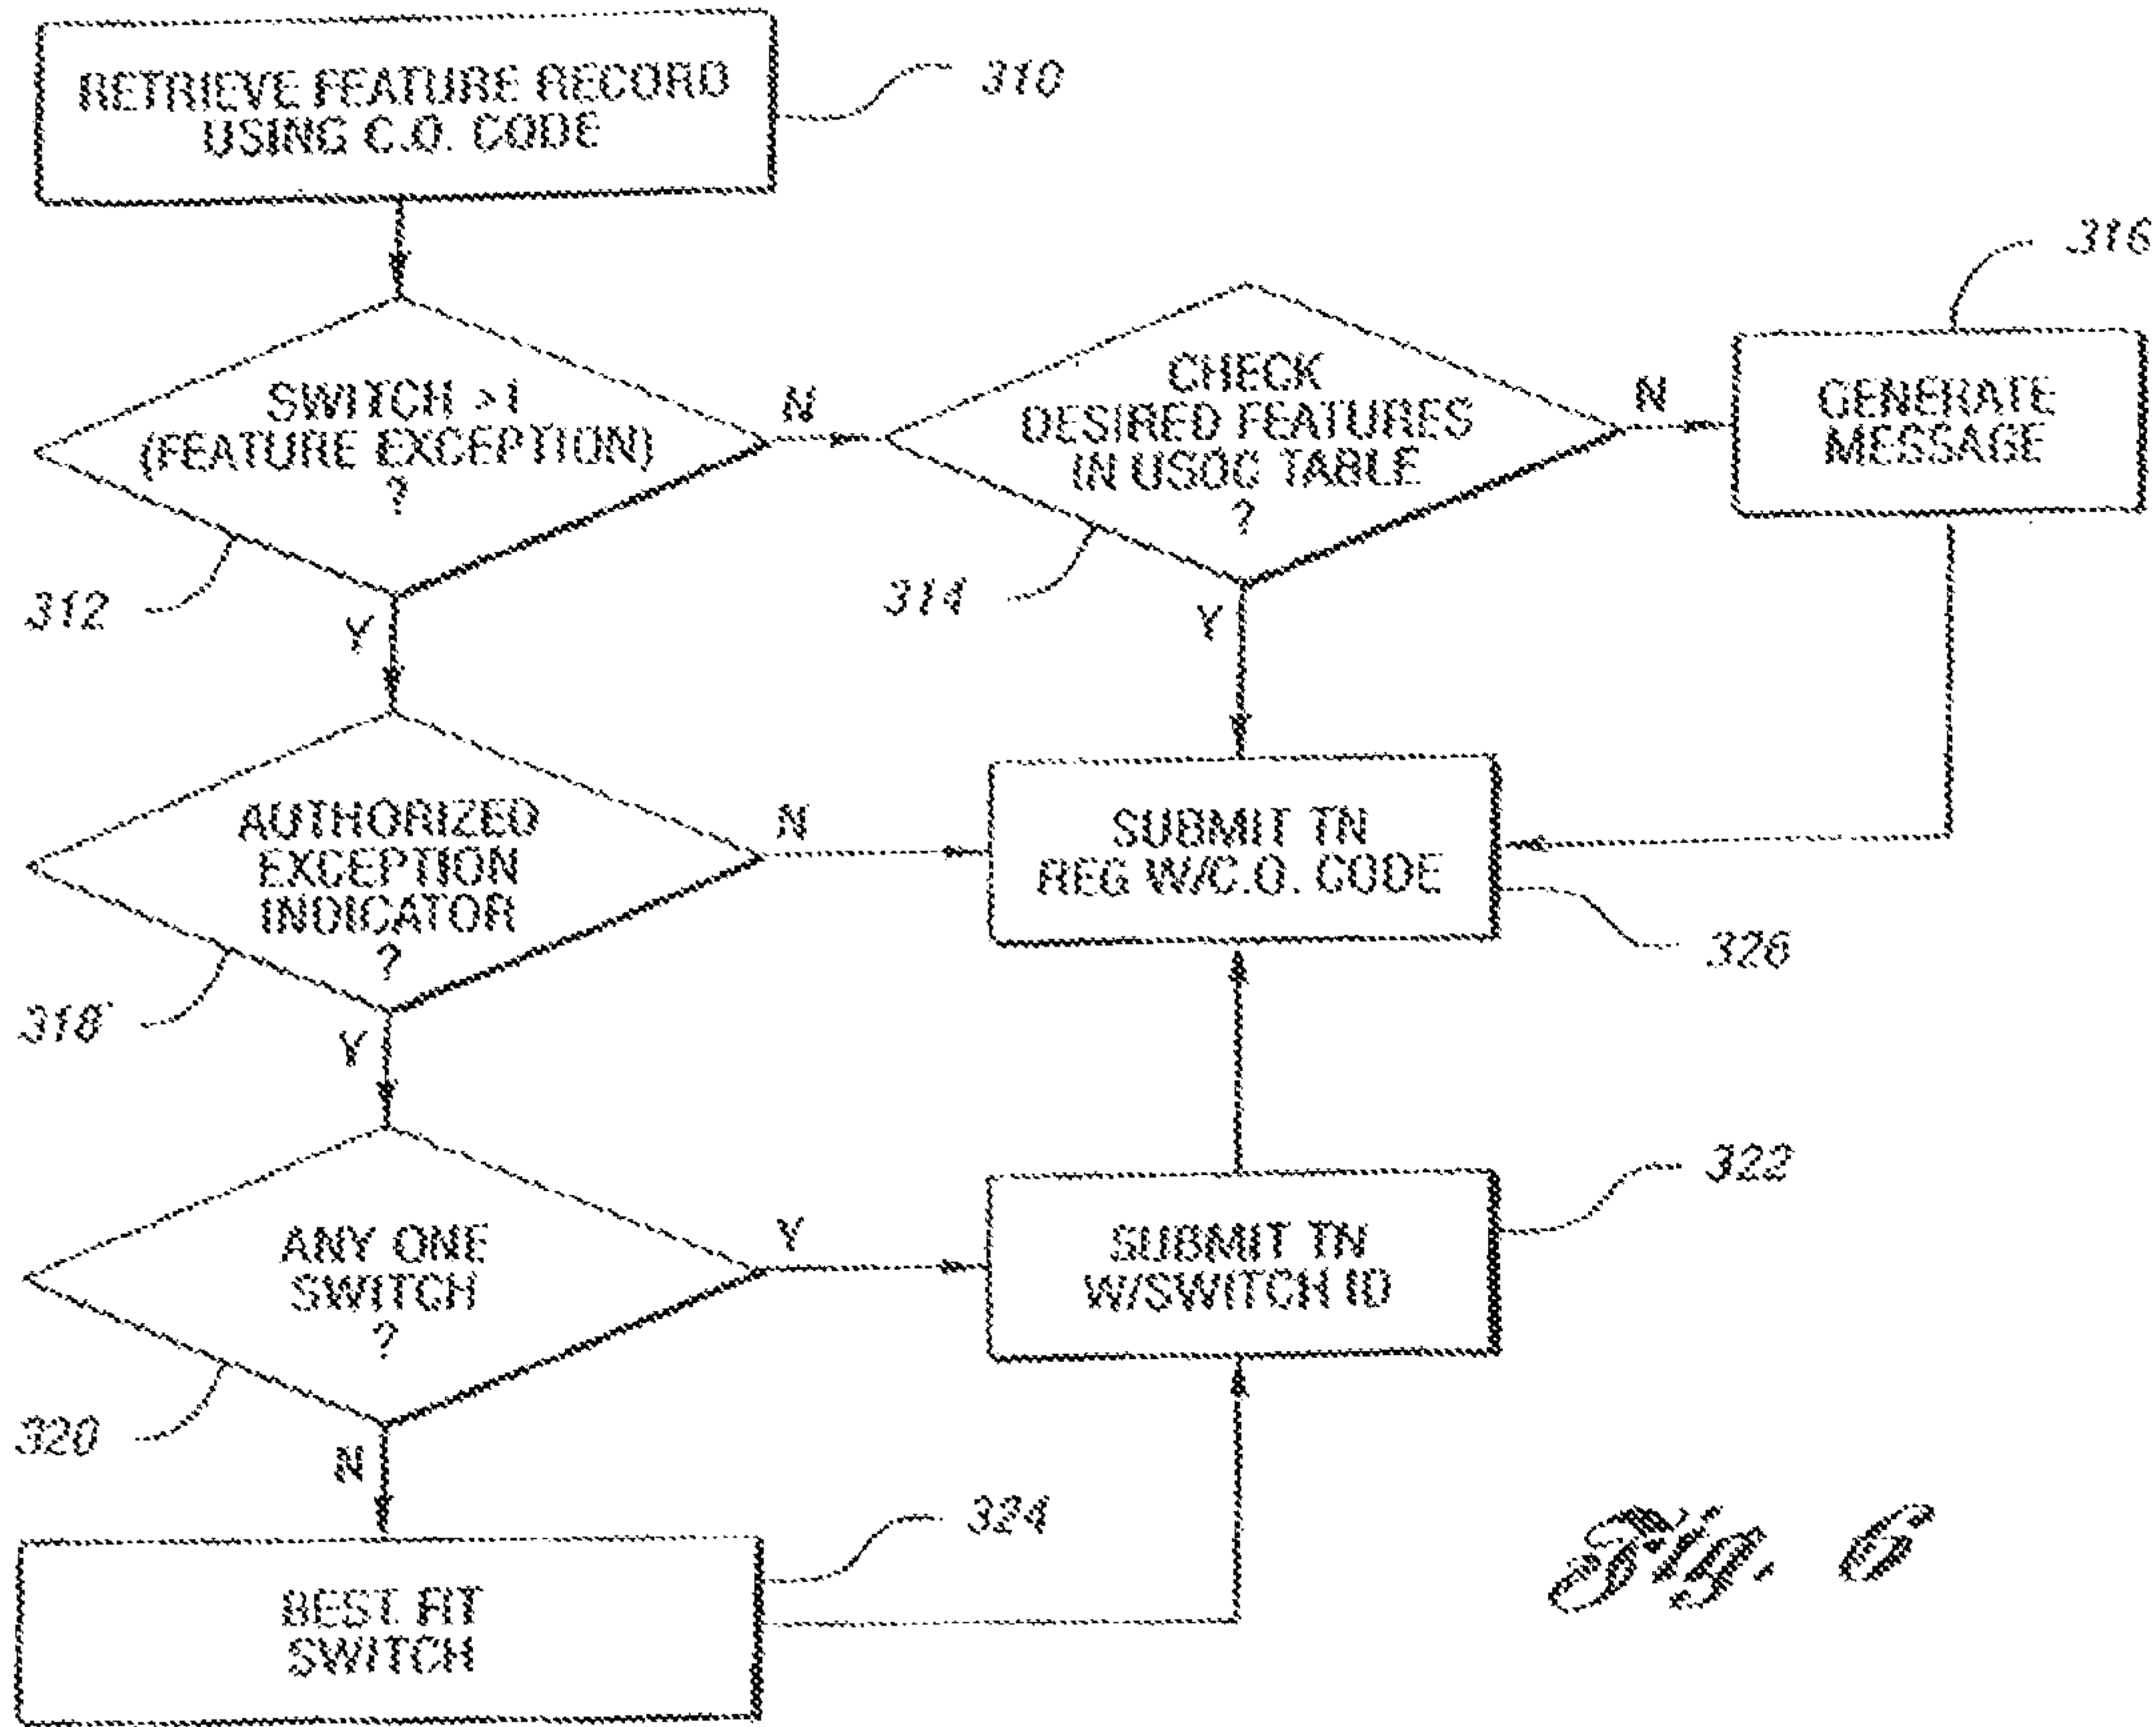 RETRIEVE FEATURE RECORD
USING C.O. CODE
310
SWITCH >1
(FEATURE EXCEPTION)
?
312
N
Y
CHECK
DESIRED FEATURES
IN USOC TABLE
?
314
N
Y
GENERATE
MESSAGE
316
AUTHORIZED
EXCEPTION
INDICATOR
?
318
N
Y
SUBMIT TN
REG W/C.O. CODE
326
ANY ONE
SWITCH
?
320
Y
N
SUBMIT TN
W/SWITCH ID
322
BEST FIT
SWITCH
324
Fig. 6